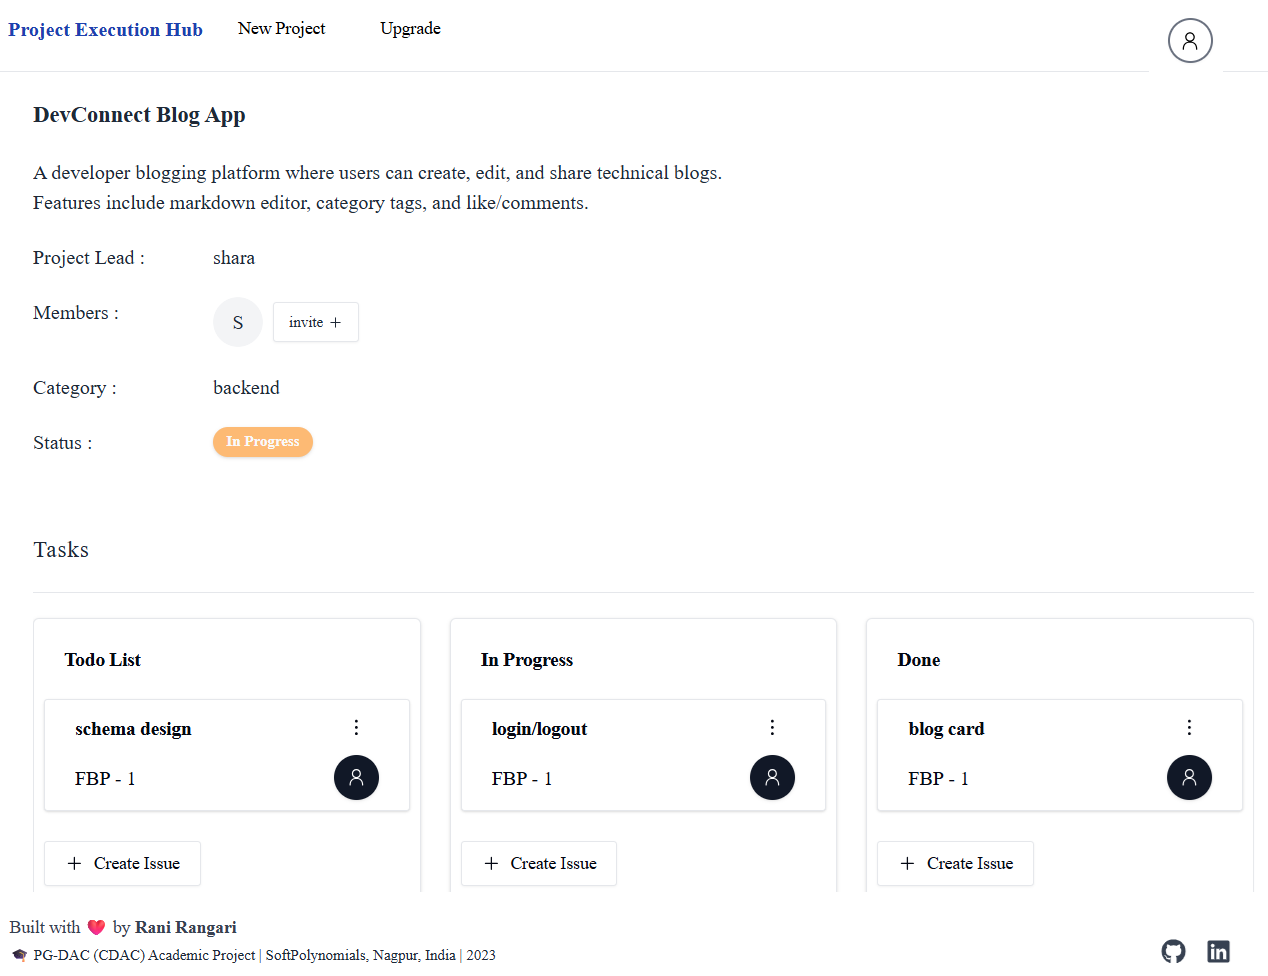 Project Execution Hub New Project Upgrade
DevConnect Blog App
A developer blogging platform where users can create, edit, and share technical blogs.
Features include markdown editor, category tags, and like/comments.
Project Lead : shara
Members : S invite +
Category : backend
Status : In Progress
Tasks
Todo List
schema design
FBP - 1
+ Create Issue
In Progress
login/logout
FBP - 1
+ Create Issue
Done
blog card
FBP - 1
+ Create Issue
Built with ❤️ by Rani Rangari
🎓 PG-DAC (CDAC) Academic Project | SoftPolynomials, Nagpur, India | 2023